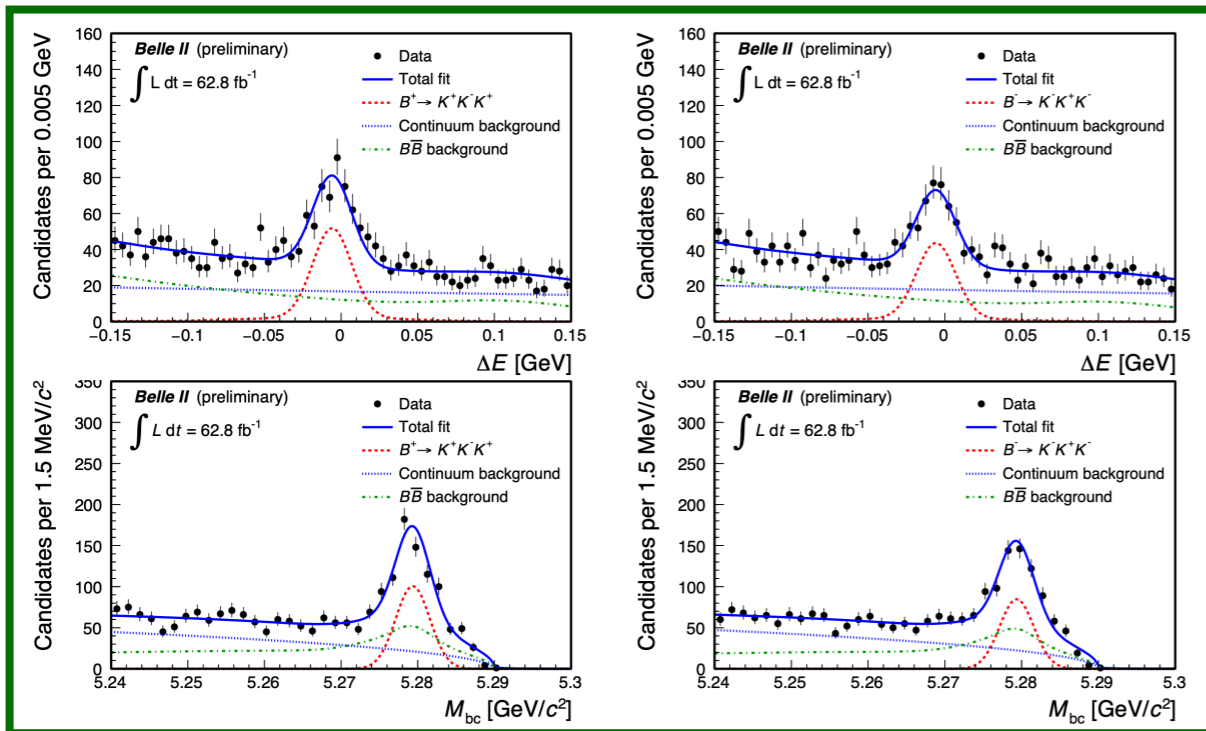 Candidates per 0.005 GeV
160
140
120
100
80
60
40
20
0
Belle II (preliminary)
∫ L dt = 62.8 fb⁻¹
Data
Total fit
B⁺→ K⁺K⁻K⁺
Continuum background
BB̅ background
−0.15 −0.1 −0.05 0 0.05 0.1 0.15
ΔE [GeV]
Candidates per 0.005 GeV
160
140
120
100
80
60
40
20
0
Belle II (preliminary)
∫ L dt = 62.8 fb⁻¹
Data
Total fit
B⁻→ K⁻K⁺K⁻
Continuum background
BB̅ background
−0.15 −0.1 −0.05 0 0.05 0.1 0.15
ΔE [GeV]
Candidates per 1.5 MeV/c²
350
300
250
200
150
100
50
0
Belle II (preliminary)
∫ L dt = 62.8 fb⁻¹
Data
Total fit
B⁺→ K⁺K⁻K⁺
Continuum background
BB̅ background
5.24 5.25 5.26 5.27 5.28 5.29 5.3
M_bc [GeV/c²]
Candidates per 1.5 MeV/c²
350
300
250
200
150
100
50
0
Belle II (preliminary)
∫ L dt = 62.8 fb⁻¹
Data
Total fit
B⁻→ K⁻K⁺K⁻
Continuum background
BB̅ background
5.24 5.25 5.26 5.27 5.28 5.29 5.3
M_bc [GeV/c²]